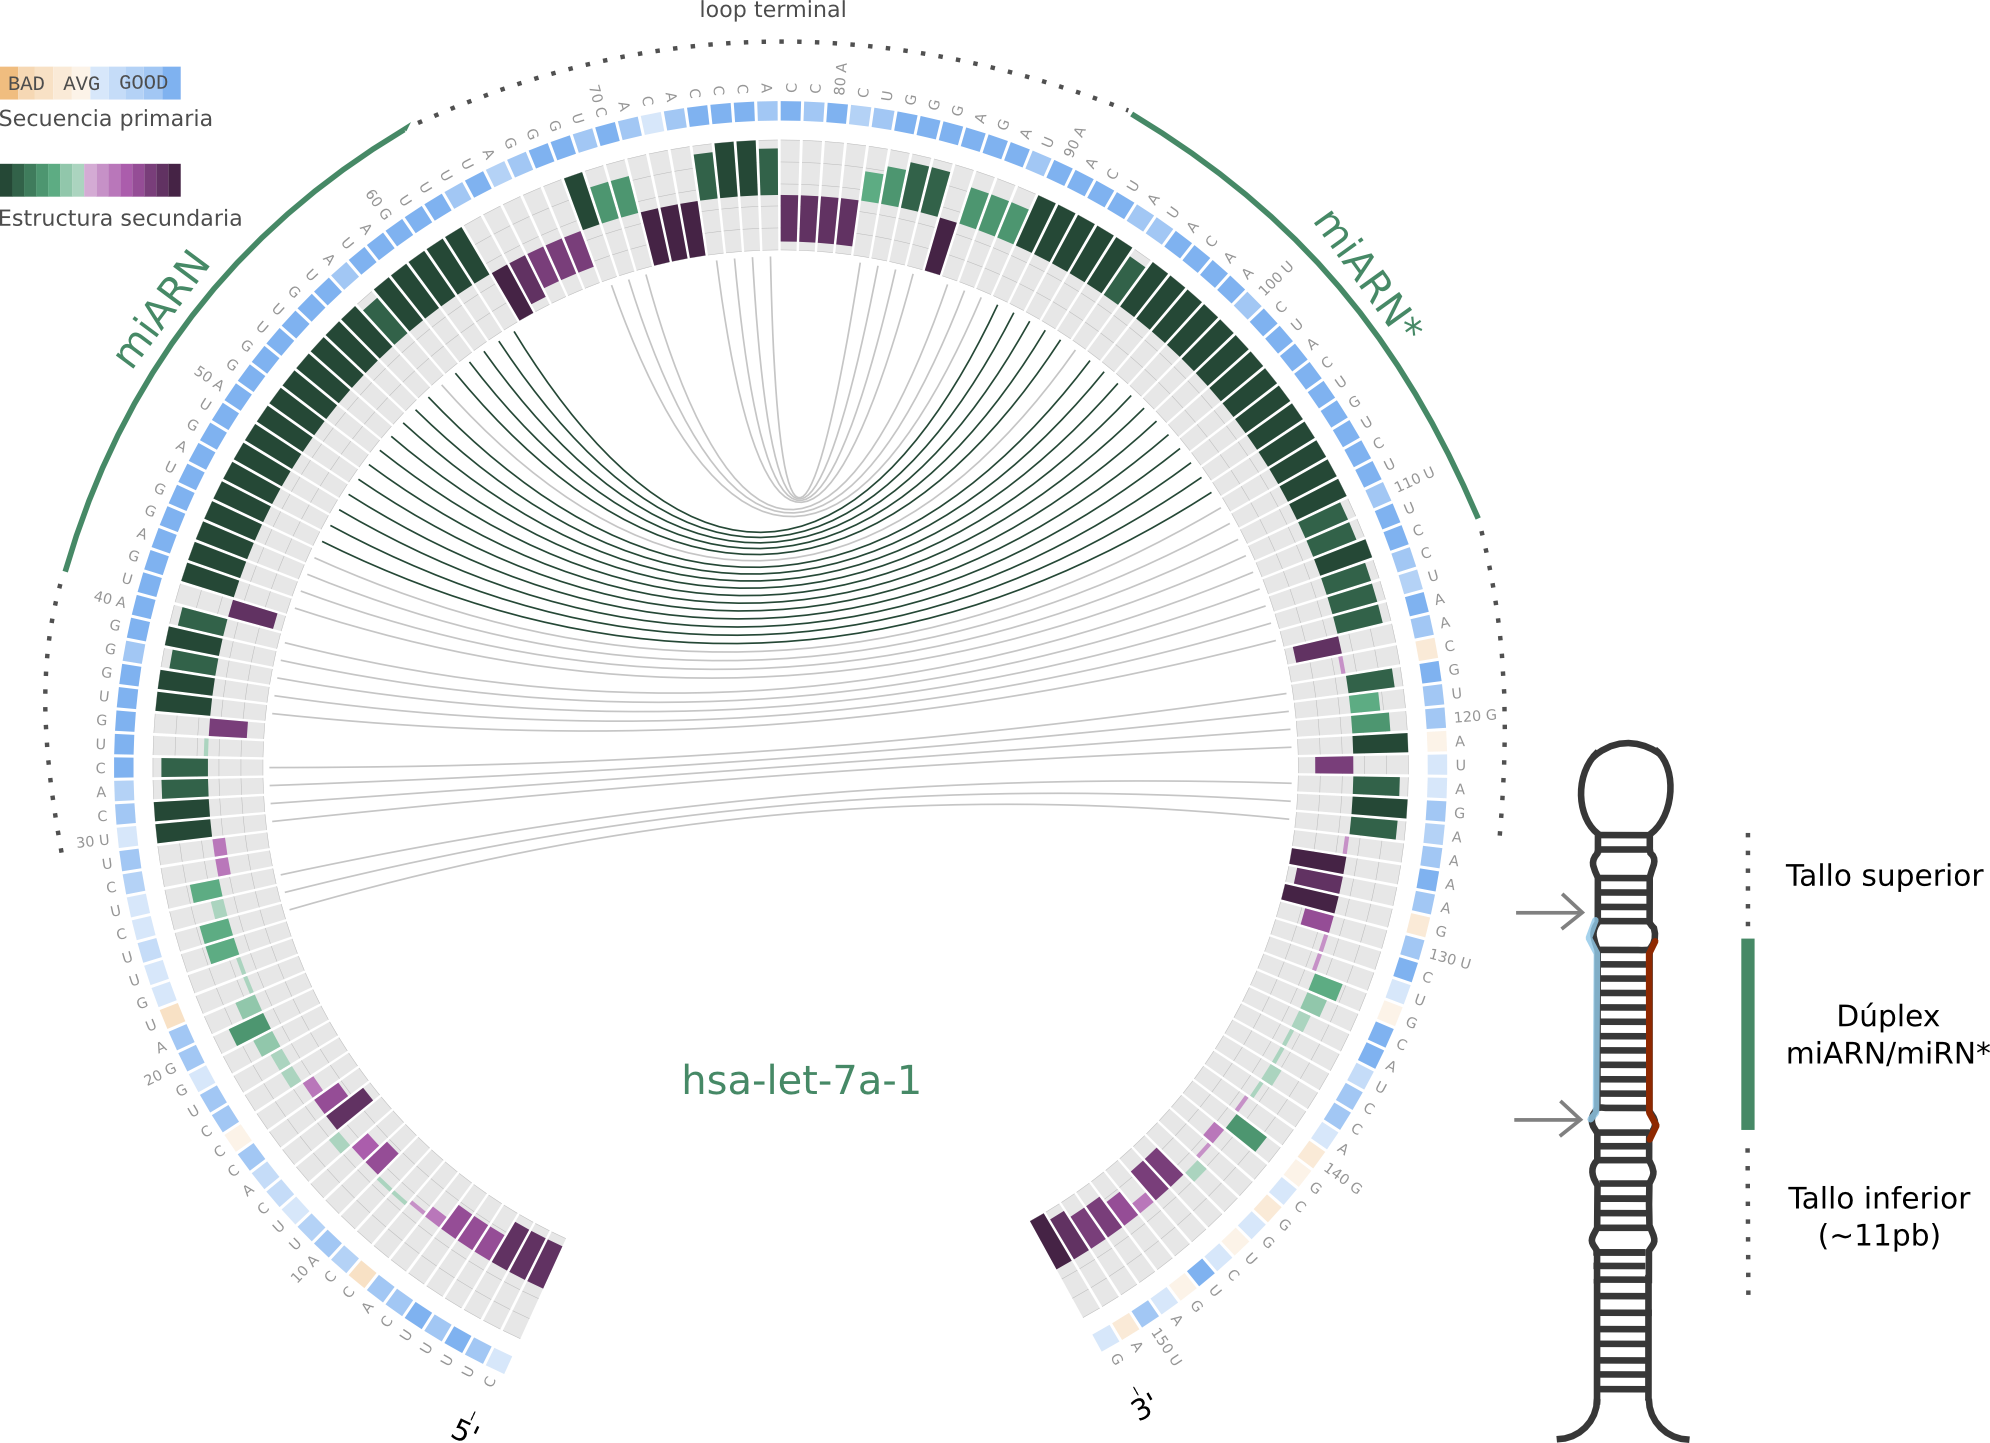 loop terminal
BAD AVG GOOD
Secuencia primaria
Estructura secundaria
miARN
miARN*
C U U U U C A C C 10 A
U U C A C C C U G 20 G
A U G U U C U C U 30 U
C A C U G U G G G 40 A
U G A G G U A G U 50 A
G G U U G U A U A 60 G
U U U U A G G G U 70 C
A C A C C C A C C 80 A
C U G G G A G A U 90 A
A C U A U A C A A 100 U
C U A C U G U C U 110 U
U C C U A A C G U 120 G
A U A G A A A A G 130 U
C U G C A U C C A 140 G
G C G G U C U G A 150 U
A G
5'
3'
hsa-let-7a-1
Tallo superior
Dúplex
miARN/miRN*
Tallo inferior
(~11pb)